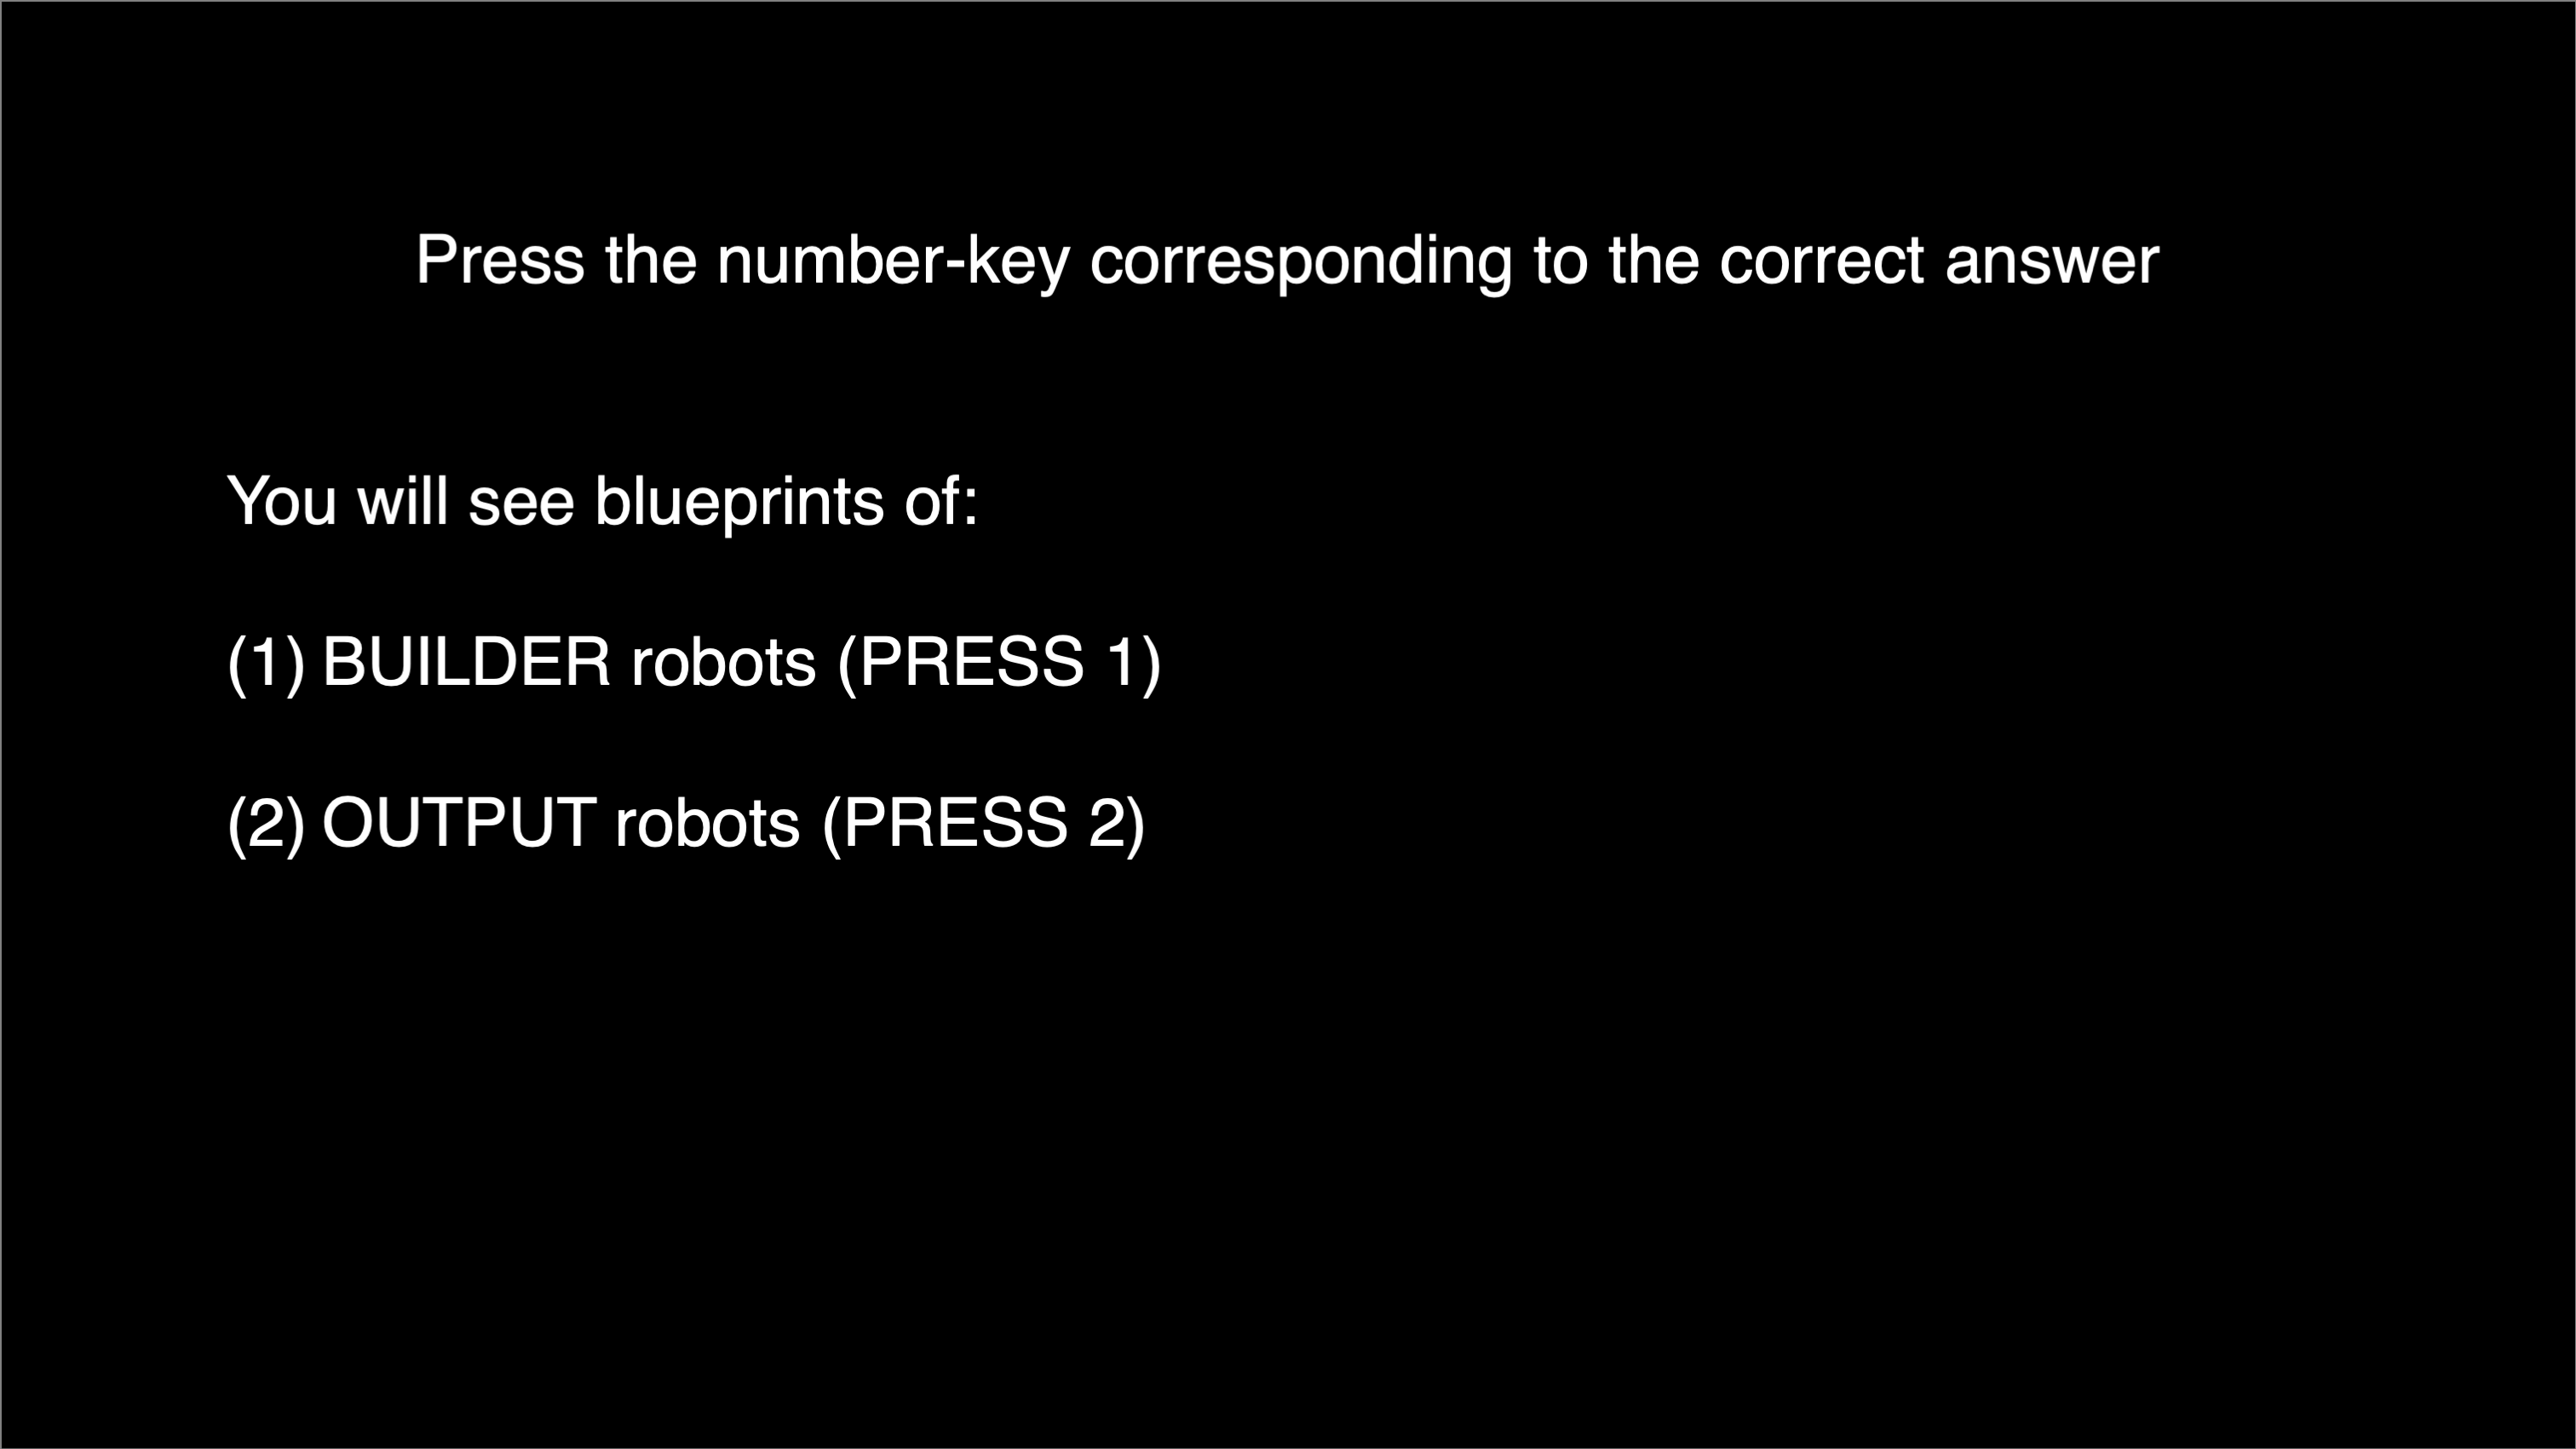 Press the number-key corresponding to the correct answer
You will see blueprints of:
(1) BUILDER robots (PRESS 1)
(2) OUTPUT robots (PRESS 2)